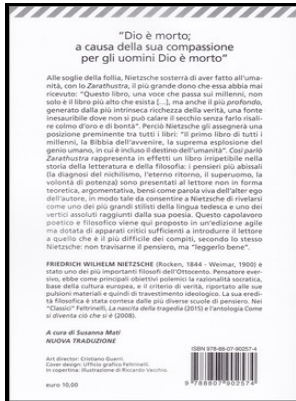 "Dio è morto;
a causa della sua compassione
per gli uomini Dio è morto"
Alle soglie della follia, Nietzsche sosterrà di aver fatto all'uma-
nità, con lo Zarathustra, il più grande dono che essa abbia mai
ricevuto: "Questo libro, una voce che passa sui millenni, non
solo è il libro più alto che esista [...], ma anche il più profondo,
generato dalla più intrinseca ricchezza della verità, una fonte
inesauribile dove non si può calare il secchio senza farlo risali-
re colmo d'oro e di bontà". Perciò Nietzsche gli assegnerà una
posizione preminente tra tutti i libri: "Il primo libro di tutti i
millenni, la Bibbia dell'avvenire, la suprema esplosione del
genio umano, in cui è incluso il destino dell'umanità". Così parlò
Zarathustra rappresenta in effetti un libro irripetibile nella
storia della letteratura e della filosofia: i pensieri più abissali
(la diagnosi del nichilismo, l'eterno ritorno, il superuomo, la
volontà di potenza) sono presentati al lettore non in forma
teoretica, argomentativa, bensì come parola viva dell'alter ego
dell'autore, in modo tale da consentire a Nietzsche di rivelarsi
come uno dei più grandi stilisti della lingua tedesca e uno dei
vertici assoluti raggiunti dalla sua poesia. Questo capolavoro
poetico e filosofico viene qui proposto in un'edizione agile
ma dotata di apparati critici sufficienti a introdurre il lettore
a quello che è il più difficile dei compiti, secondo lo stesso
Nietzsche: non travisarne il pensiero, ma "leggerlo bene".
FRIEDRICH WILHELM NIETZSCHE (Röcken, 1844 - Weimar, 1900) è
stato uno dei più importanti filosofi dell'Ottocento. Pensatore ever-
sivo, ebbe come principali obiettivi polemici la razionalità socratica,
base della cultura europea, e il criterio di verità, riportato alle sue
pulsioni materiali e quindi di travestimento ideologico. La sua eredi-
tà filosofica è stata contesa dalle più diverse scuole di pensiero. Nei
"Classici" Feltrinelli, La nascita della tragedia (2015) e l'antologia Come
si diventa ciò che si è (2008).
A cura di Susanna Mati
NUOVA TRADUZIONE
Art director: Cristiano Guerri.
Cover design: Ufficio grafico Feltrinelli.
In copertina: illustrazione di Riccardo Vecchio.
euro 10,00
ISBN 978-88-07-90257-4
9 788807 902574